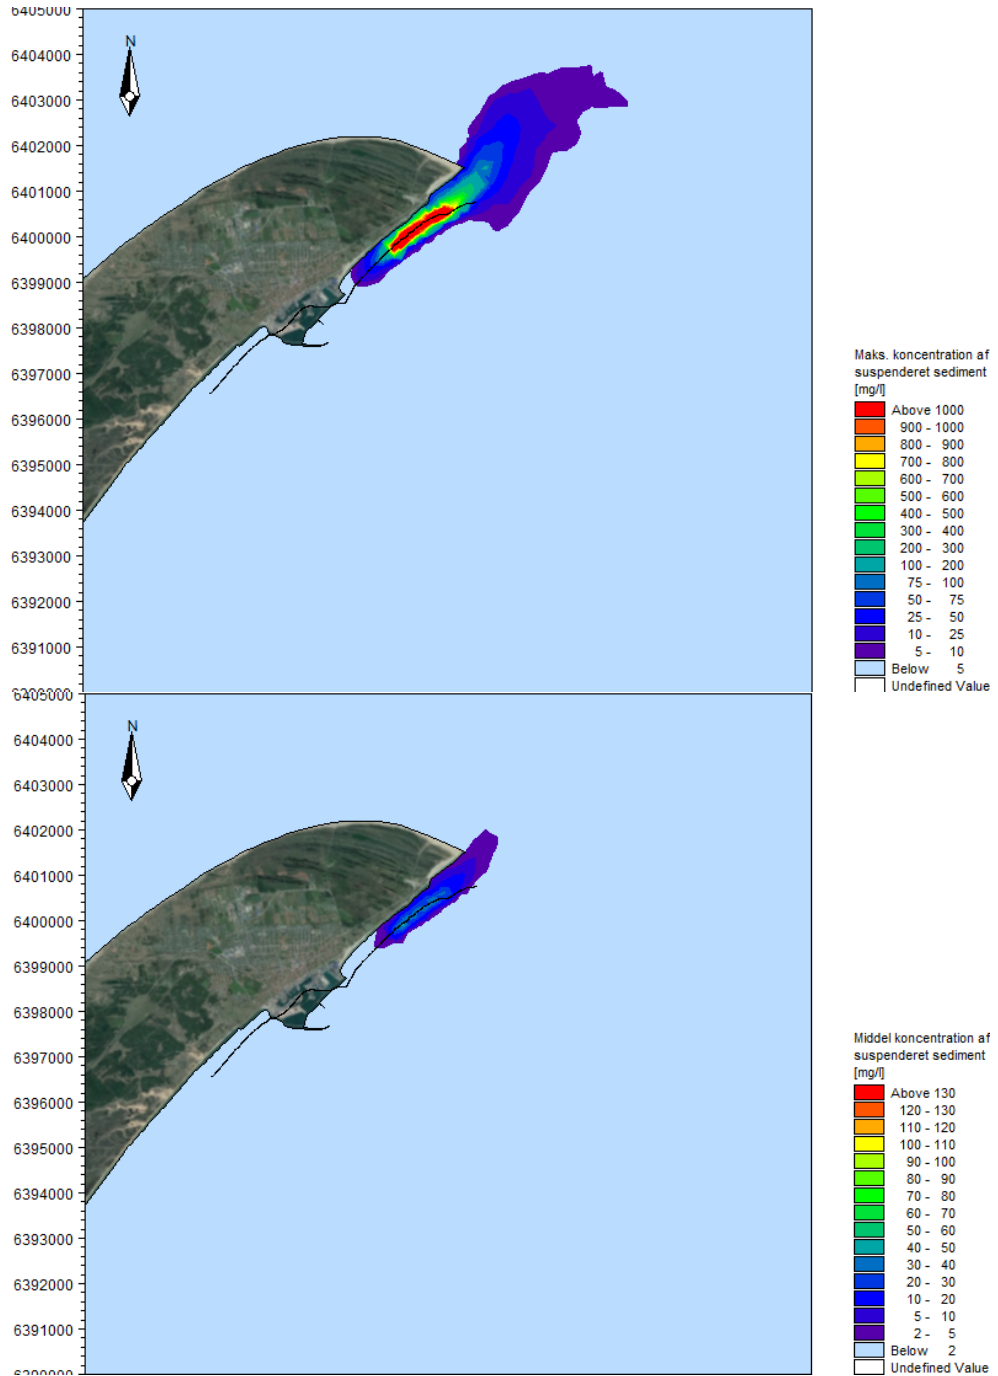 6405000
6404000
6403000
6402000
6401000
6400000
6399000
6398000
6397000
6396000
6395000
6394000
6393000
6392000
6391000
N
Maks. koncentration af
suspenderet sediment
[mg/l]
Above 1000
900 - 1000
800 - 900
700 - 800
600 - 700
500 - 600
400 - 500
300 - 400
200 - 300
100 - 200
75 - 100
50 - 75
25 - 50
10 - 25
5 - 10
Below 5
Undefined Value
6405000
6404000
6403000
6402000
6401000
6400000
6399000
6398000
6397000
6396000
6395000
6394000
6393000
6392000
6391000
N
Middel koncentration af
suspenderet sediment
[mg/l]
Above 130
120 - 130
110 - 120
100 - 110
90 - 100
80 - 90
70 - 80
60 - 70
50 - 60
40 - 50
30 - 40
20 - 30
10 - 20
5 - 10
2 - 5
Below 2
Undefined Value